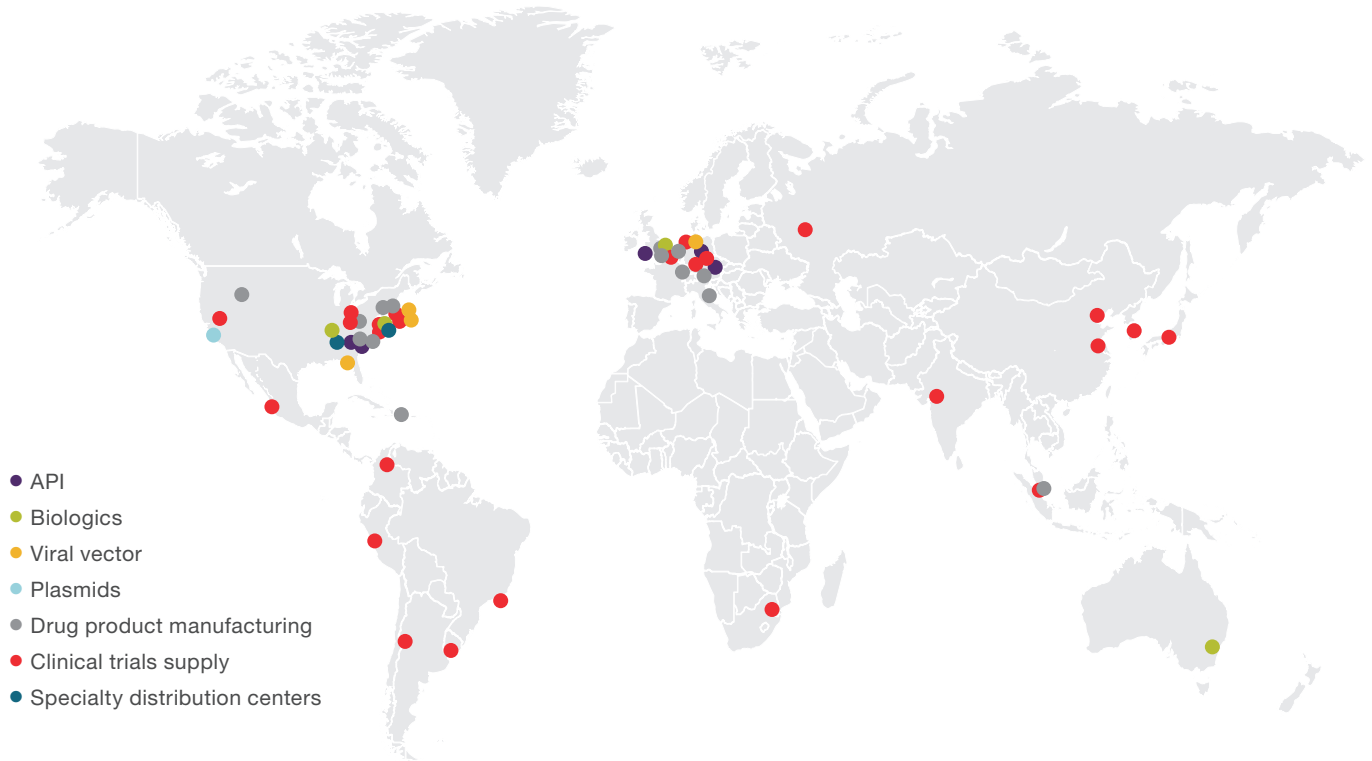 API
Biologics
Viral vector
Plasmids
Drug product manufacturing
Clinical trials supply
Specialty distribution centers